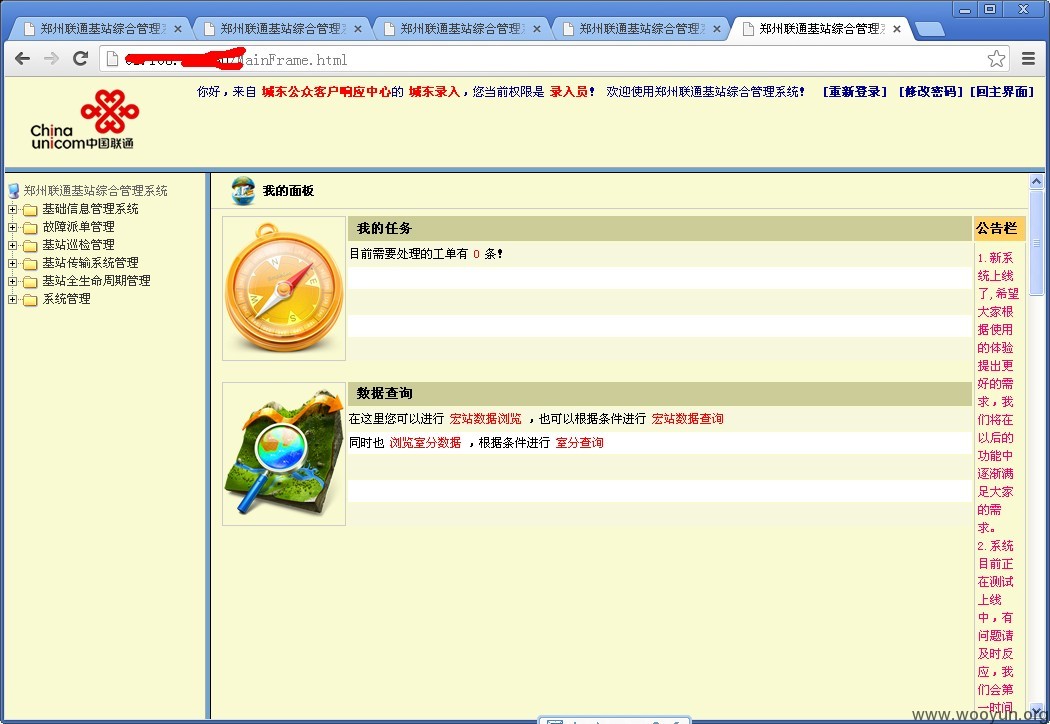 郑州联通基站综合管理
郑州联通基站综合管理
郑州联通基站综合管理
郑州联通基站综合管理
郑州联通基站综合管理
MainFrame.html
China unicom中国联通
你好，来自 城东公众客户响应中心的 城东录入，您当前权限是 录入员！ 欢迎使用郑州联通基站综合管理系统！ [重新登录] [修改密码] [回主界面]
郑州联通基站综合管理系统
基础信息管理系统
故障派单管理
基站巡检管理
基站传输系统管理
基站全生命周期管理
系统管理
我的面板
我的任务
目前需要处理的工单有 0 条！
数据查询
在这里您可以进行 宏站数据浏览 ，也可以根据条件进行 宏站数据查询
同时也 浏览室分数据 ，根据条件进行 室分查询
公告栏
1.新系
统上线
了,希望
大家根
据使用
的体验
提出更
好的需
求，我
们将在
以后的
功能中
逐渐满
足大家
的需
求。
2.系统
目前正
在测试
上线
中，有
问题请
及时反
应，我
们会第
一时间
www.wooyun.org